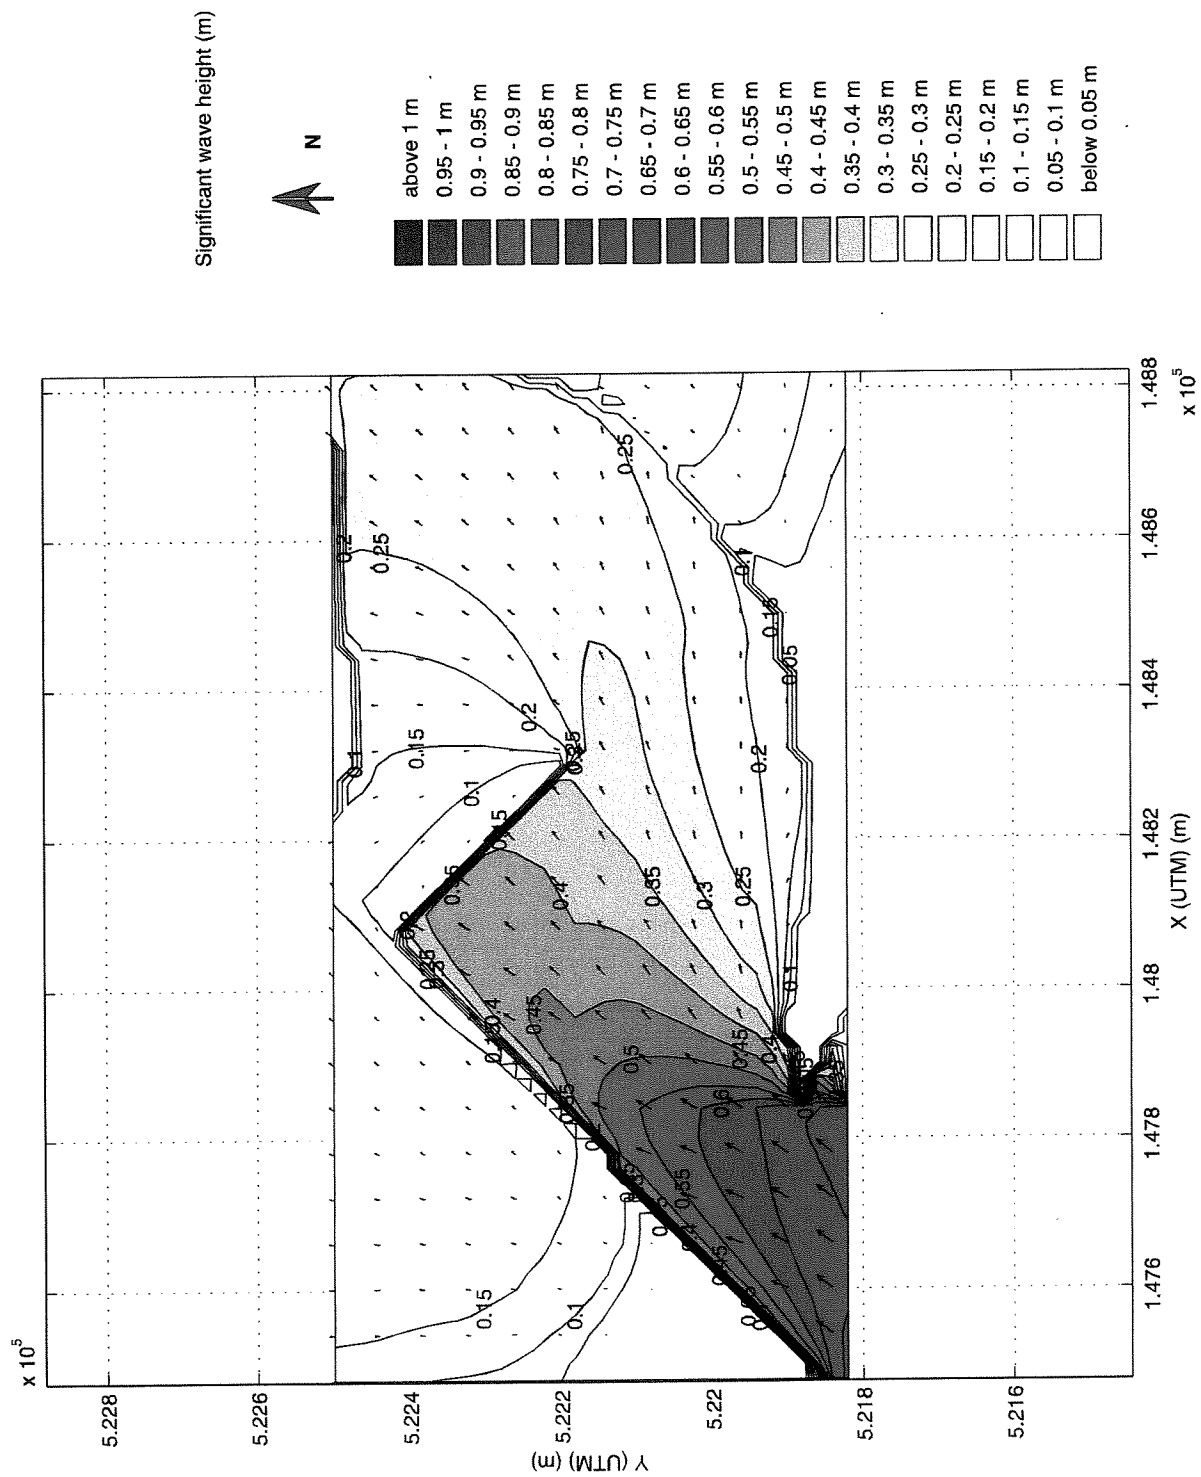 Significant wave height (m)
N
above 1 m
0.95 - 1 m
0.9 - 0.95 m
0.85 - 0.9 m
0.8 - 0.85 m
0.75 - 0.8 m
0.7 - 0.75 m
0.65 - 0.7 m
0.6 - 0.65 m
0.55 - 0.6 m
0.5 - 0.55 m
0.45 - 0.5 m
0.4 - 0.45 m
0.35 - 0.4 m
0.3 - 0.35 m
0.25 - 0.3 m
0.2 - 0.25 m
0.15 - 0.2 m
0.1 - 0.15 m
0.05 - 0.1 m
below 0.05 m
x 10^5
5.228
5.226
5.224
5.222
5.22
5.218
5.216
Y (UTM) (m)
1.476
1.478
1.48
1.482
1.484
1.486
1.488
x 10^5
X (UTM) (m)
0.2
0.25
0.25
0.1
0.15
0.2
0.1
0.15
0.1
0.15
0.05
0.2
0.4
0.35
0.3
0.25
0.1
0.45
0.4
0.5
0.45
0.4
0.6
0.55
0.15
0.1